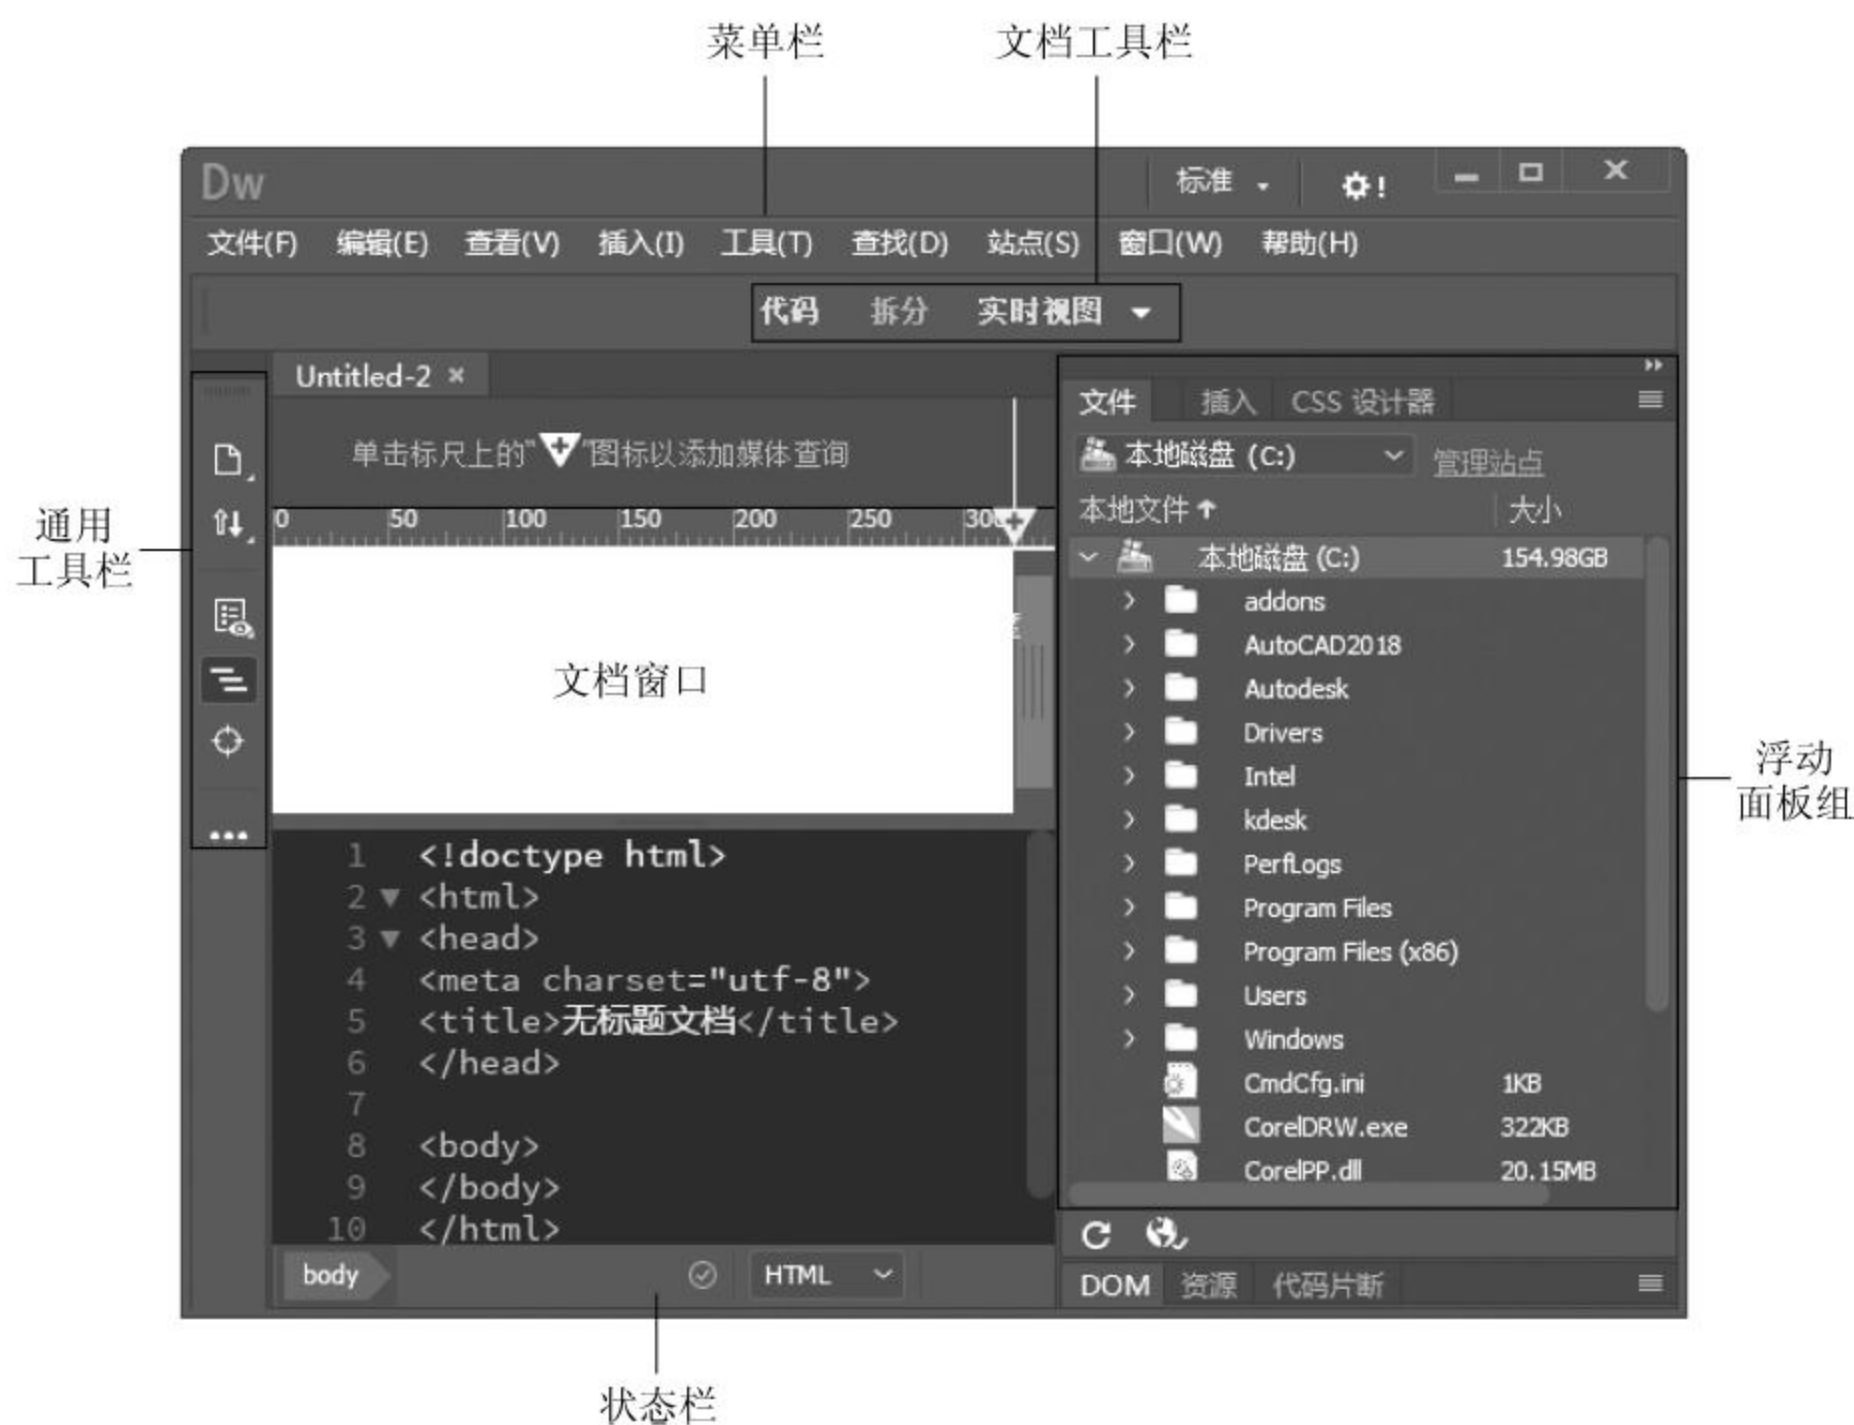 菜单栏 文档工具栏
Dw 标准 !
文件(F) 编辑(E) 查看(V) 插入(I) 工具(T) 查找(D) 站点(S) 窗口(W) 帮助(H)
代码 拆分 实时视图
通用
工具栏
Untitled-2
单击标尺上的“ ”图标以添加媒体查询
0 50 100 150 200 250 300
文档窗口
1 <!doctype html>
2 <html>
3 <head>
4 <meta charset="utf-8">
5 <title>无标题文档</title>
6 </head>
7
8 <body>
9 </body>
10 </html>
body HTML
文件 插入 CSS 设计器
本地磁盘 (C:) 管理站点
本地文件 大小
本地磁盘 (C:) 154.98GB
addons
AutoCAD2018
Autodesk
Drivers
Intel
kdesk
PerfLogs
Program Files
Program Files (x86)
Users
Windows
CmdCfg.ini 1KB
CorelDRW.exe 322KB
CorelPP.dll 20.15MB
DOM 资源 代码片断
浮动
面板组
状态栏